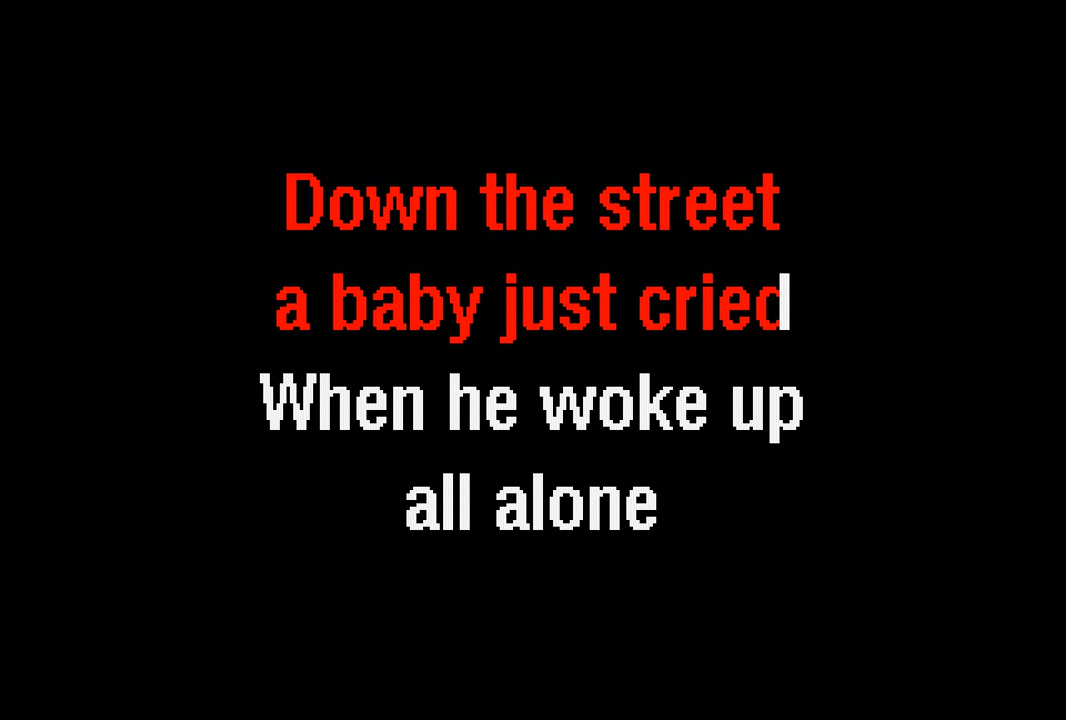 Down the street
a baby just cried
When he woke up
all alone